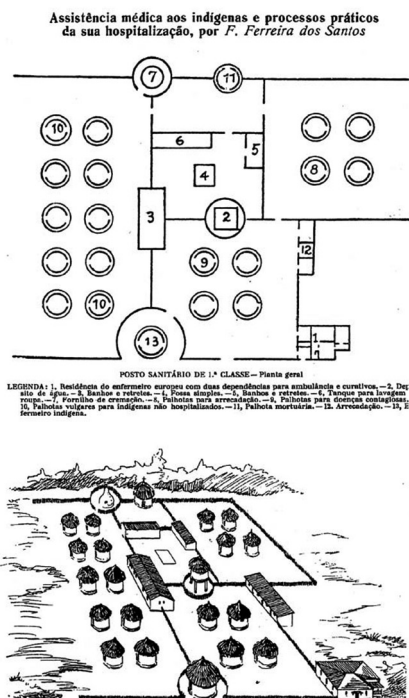 Assistência médica aos indígenas e processos práticos
da sua hospitalização, por F. Ferreira dos Santos
7
11
10
6
5
8
4
3
2
9
12
10
13
1
POSTO SANITÁRIO DE 1.ª CLASSE — Planta geral
LEGENDA: 1, Residência do enfermeiro europeu com duas dependências para ambulância e curativos. — 2, Dep
sito de água. — 3, Banhos e retretes. — 4, Fossa simples. — 5, Banhos e retretes. — 6, Tanque para lavagem
roupa. — 7, Fornilho de cremação. — 8, Palhotas para arrecadação. — 9, Palhotas para doenças contagiosas.
10, Palhotas vulgares para indígenas não hospitalizados. — 11, Palhota mortuária. — 12. Arrecadação. — 13, E
fermeiro indígena.